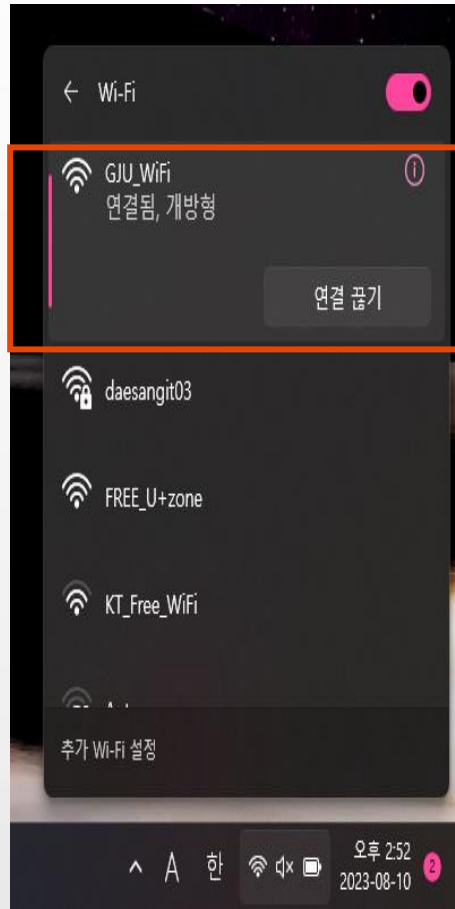 ← Wi-Fi
GJU_WiFi
연결됨, 개방형
연결 끊기
daesangit03
FREE_U+zone
KT_Free_WiFi
추가 Wi-Fi 설정
^ A 한 오후 2:52
2023-08-10 2